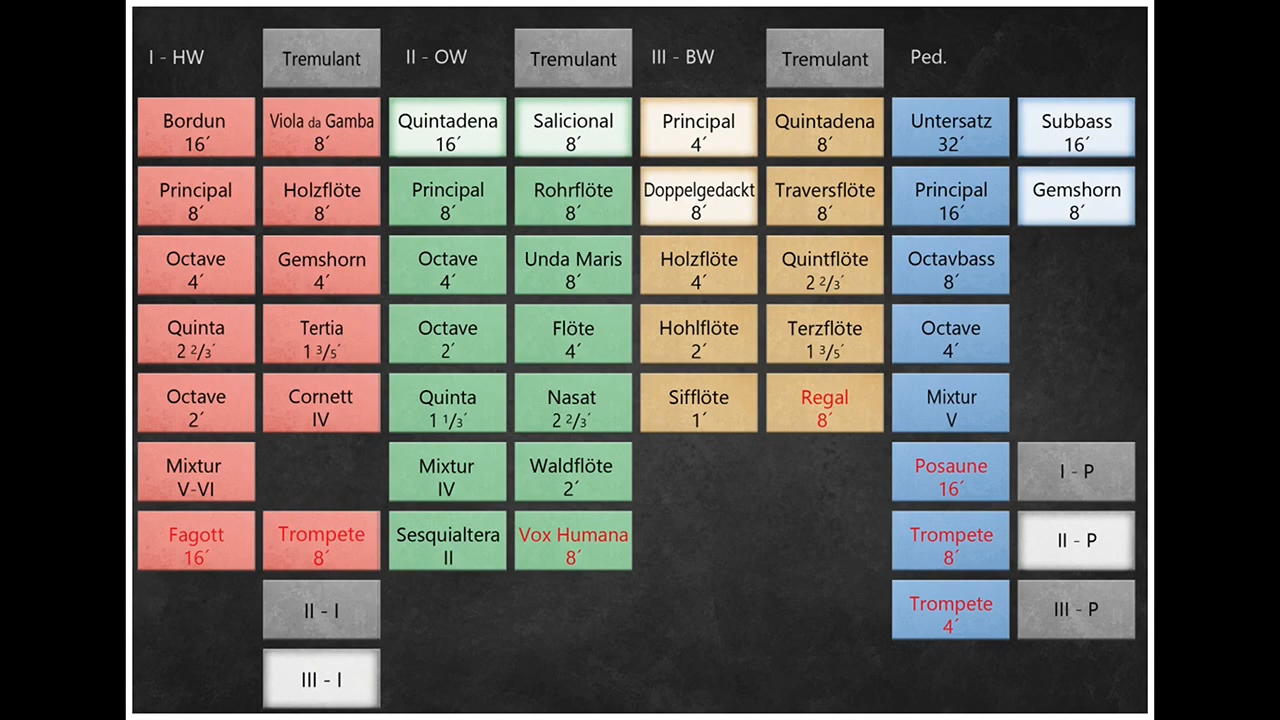 I - HW
Tremulant
II - OW
Tremulant
III - BW
Tremulant
Ped.
Bordun
16´
Viola da Gamba
8´
Quintadena
16´
Salicional
8´
Principal
4´
Quintadena
8´
Untersatz
32´
Subbass
16´
Principal
8´
Holzflöte
8´
Principal
8´
Rohrflöte
8´
Doppelgedackt
8´
Traversflöte
8´
Principal
16´
Gemshorn
8´
Octave
4´
Gemshorn
4´
Octave
4´
Unda Maris
8´
Holzflöte
4´
Quintflöte
2 2/3´
Octavbass
8´
Quinta
2 2/3´
Tertia
1 3/5´
Octave
2´
Flöte
4´
Hohlflöte
2´
Terzflöte
1 3/5´
Octave
4´
Octave
2´
Cornett
IV
Quinta
1 1/3´
Nasat
2 2/3´
Sifflöte
1´
Regal
8´
Mixtur
V
Mixtur
V-VI
Mixtur
IV
Waldflöte
2´
Posaune
16´
I - P
Fagott
16´
Trompete
8´
Sesquialtera
II
Vox Humana
8´
Trompete
8´
II - P
II - I
Trompete
4´
III - P
III - I